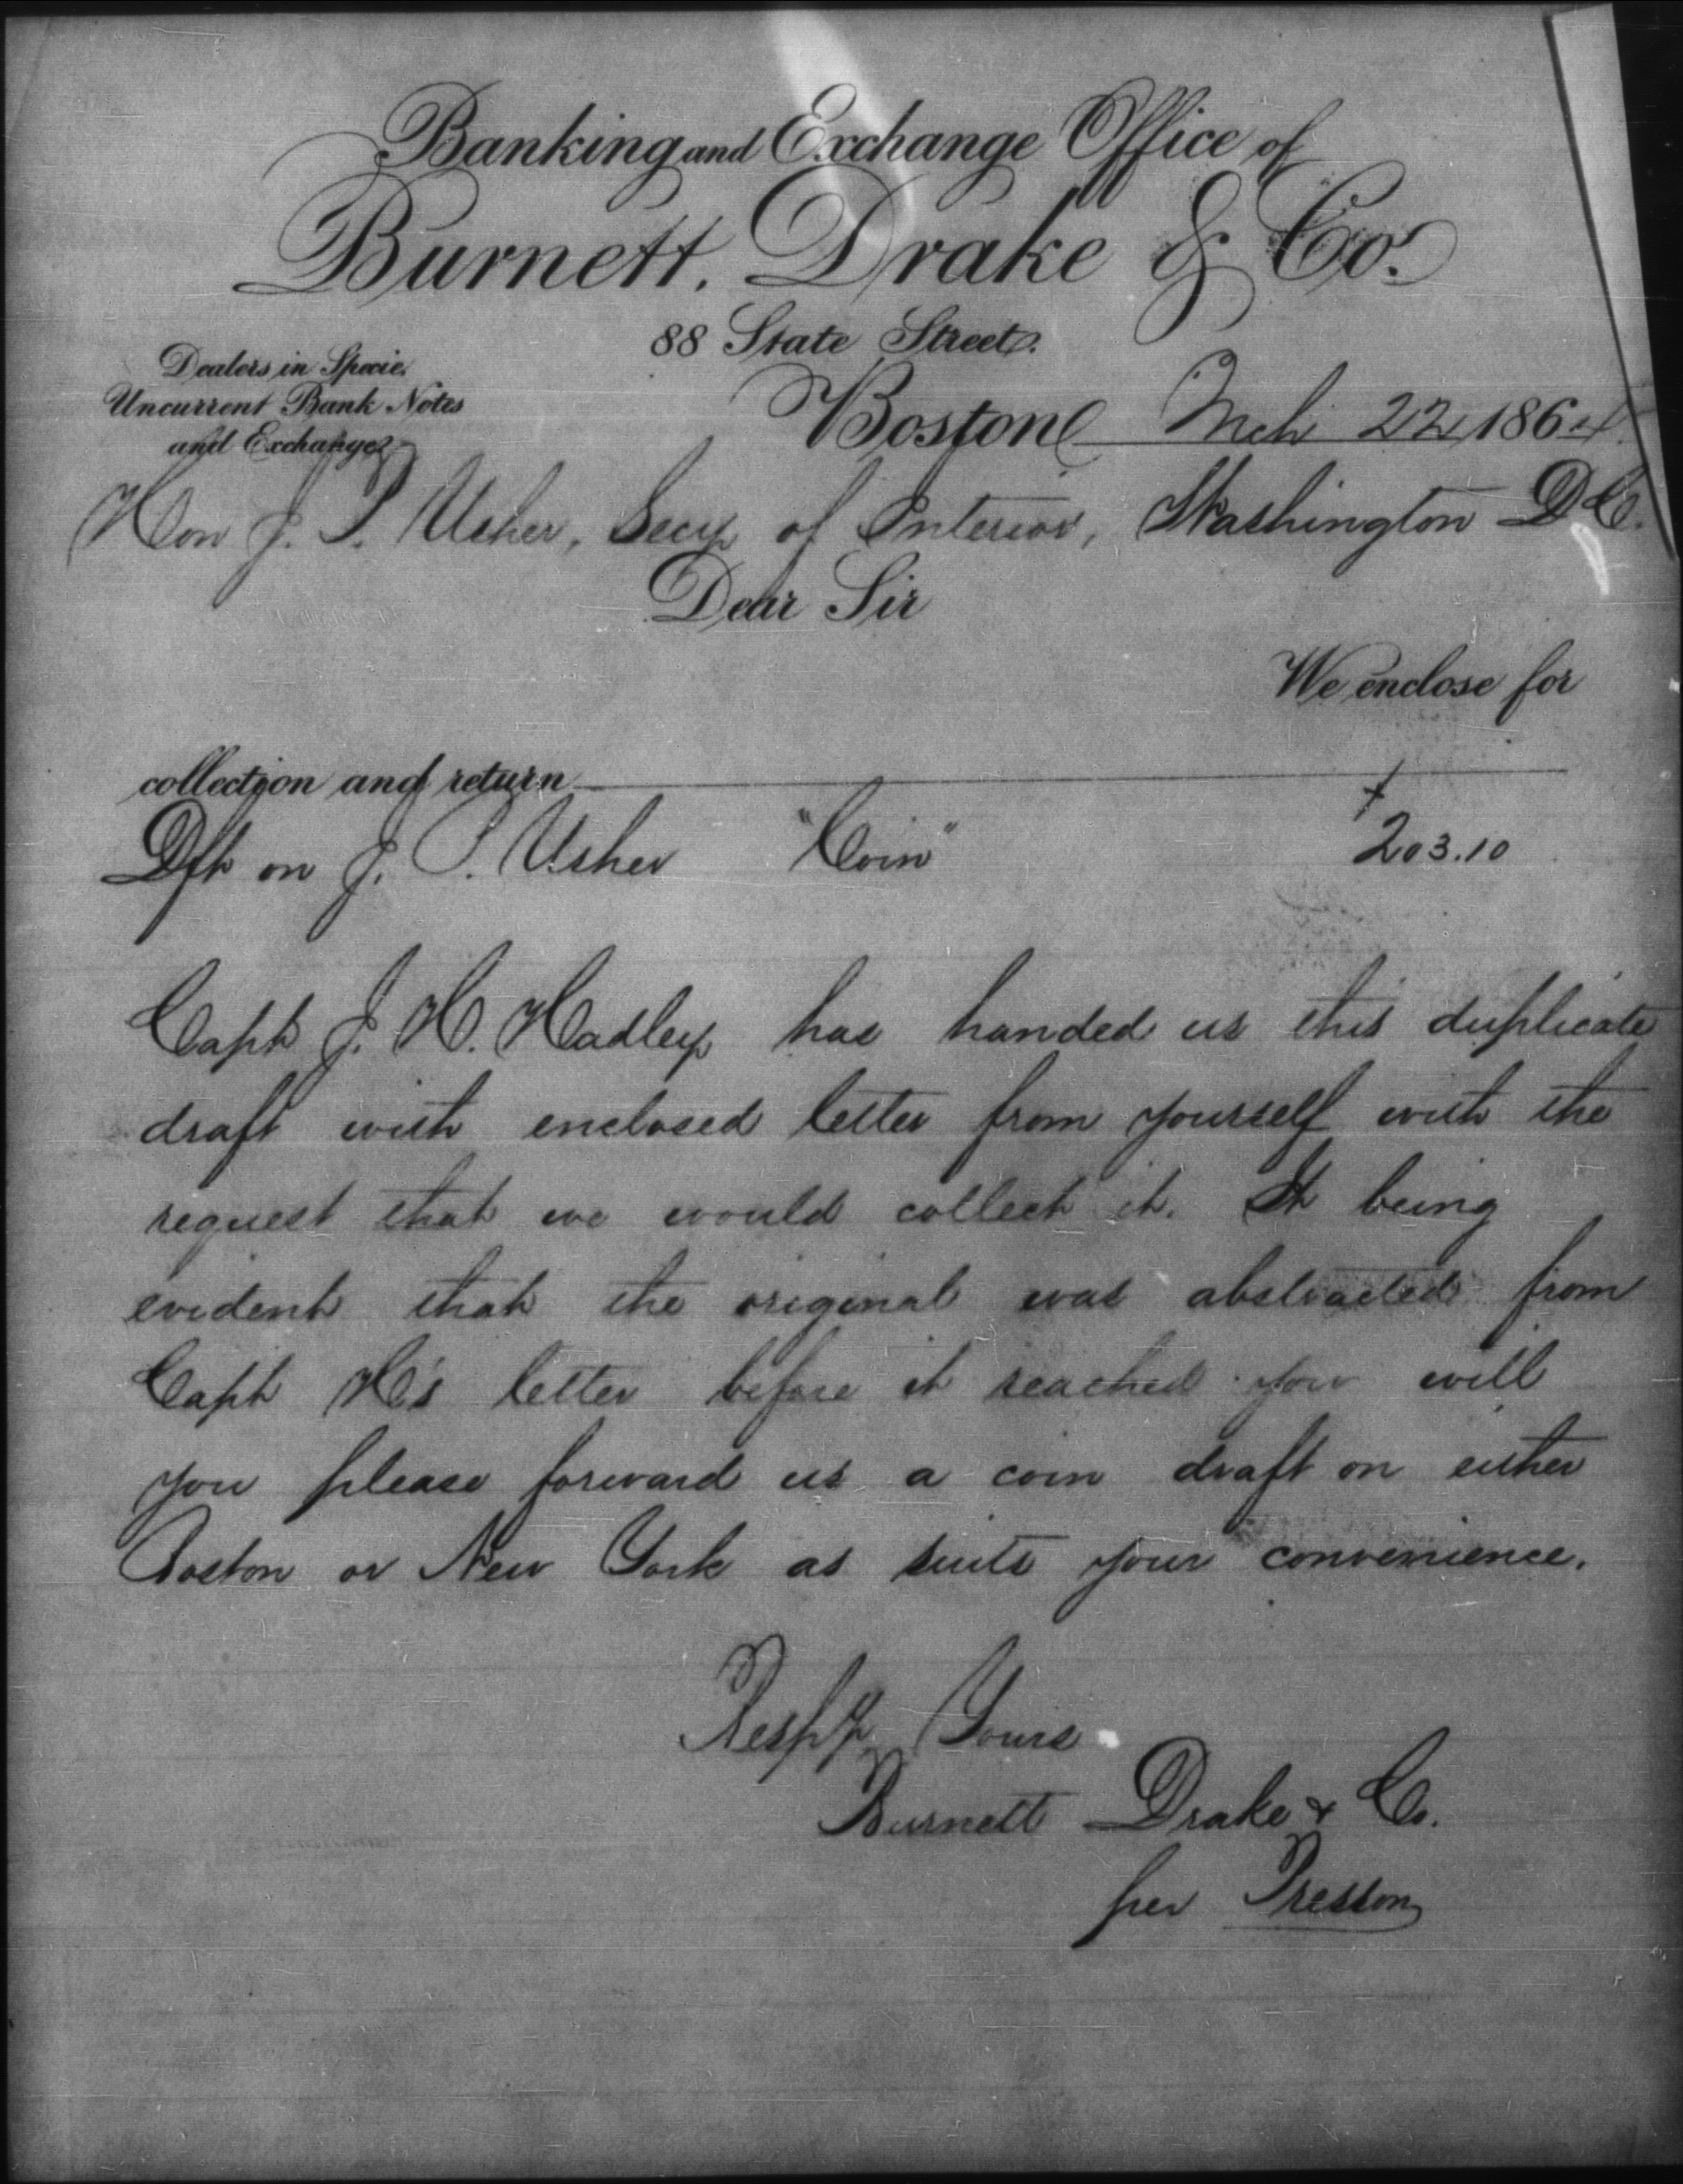 Banking and Exchange Office of
Burnett, Drake & Co.
88 State Street.
Dealers in Specie,
Uncurrent Bank Notes
and Exchange.
Boston Mch 22 1864.
Hon J. P. Usher, Secy of Interior, Washington D.C.
Dear Sir
We enclose for
collection and return
Dft on J. P. Usher "Coin" 203.10
Capt J. H. Hadley has handed us this duplicate
draft with enclosed letter from yourself with the
request that we would collect it. It being
evident that the original was abstracted from
Capt H's letter before it reached you will
you please forward us a coin draft on either
Boston or New York as suits your convenience.
Respy Yours
Burnett Drake & Co.
per Preston